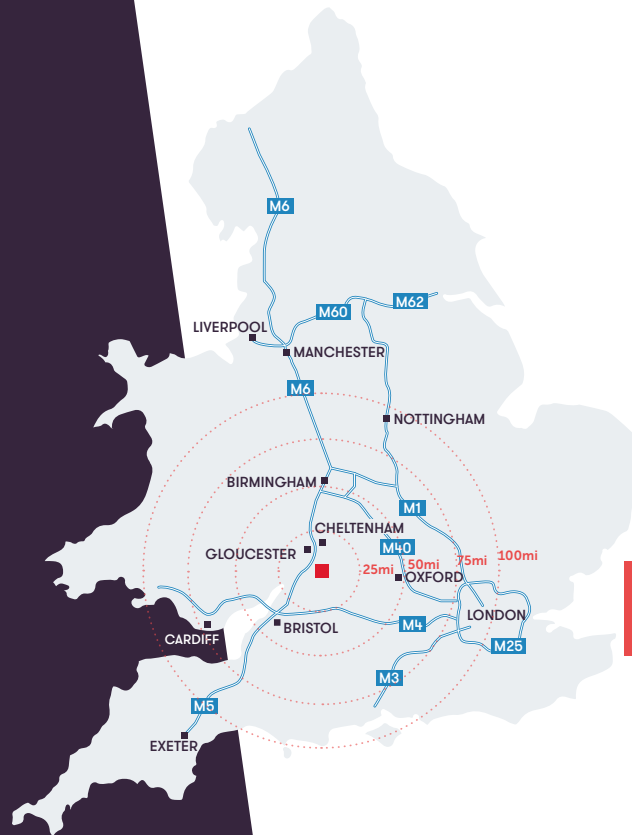 M6
M62
M60
LIVERPOOL
MANCHESTER
M6
NOTTINGHAM
BIRMINGHAM
M1
CHELTENHAM
M40
GLOUCESTER
100mi
75mi
50mi
25mi
OXFORD
LONDON
M4
BRISTOL
CARDIFF
M25
M3
M5
EXETER